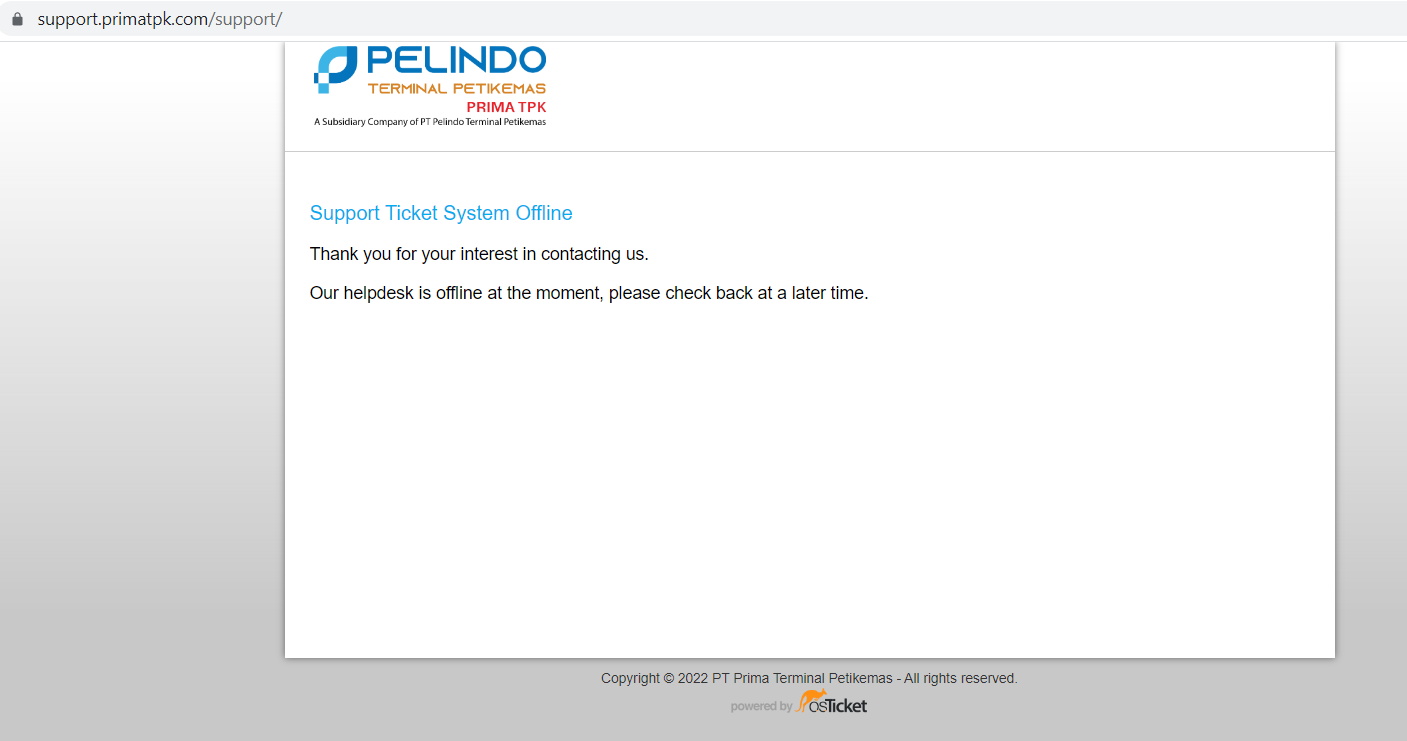 support.primatpk.com/support/
PELINDO
TERMINAL PETIKEMAS
PRIMA TPK
A Subsidiary Company of PT Pelindo Terminal Petikemas
Support Ticket System Offline
Thank you for your interest in contacting us.
Our helpdesk is offline at the moment, please check back at a later time.
Copyright © 2022 PT Prima Terminal Petikemas - All rights reserved.
powered by osTicket